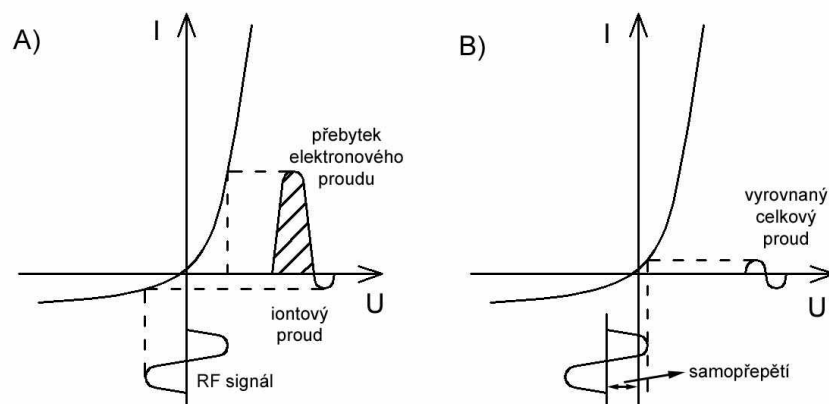 A)
I
přebytek
elektronového
proudu
U
iontový
proud
RF signál
B)
I
vyrovnaný
celkový
proud
U
samopřepětí